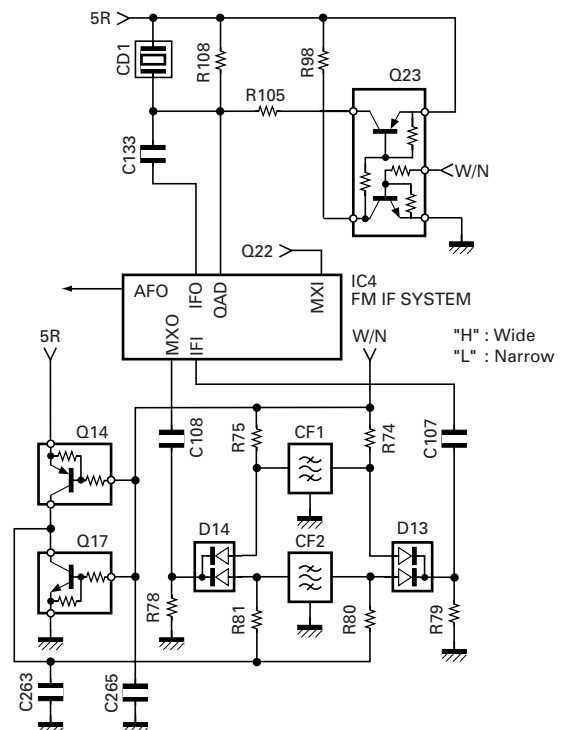 5R
CD1
R108
R98
Q23
R105
C133
W/N
Q22
IC4
FM IF SYSTEM
AFO
IFO
QAD
MXI
MXO
IFI
"H" : Wide
"L" : Narrow
5R
W/N
Q14
C108
R75
CF1
R74
C107
Q17
D14
CF2
D13
R78
R81
R80
R79
C263
C265